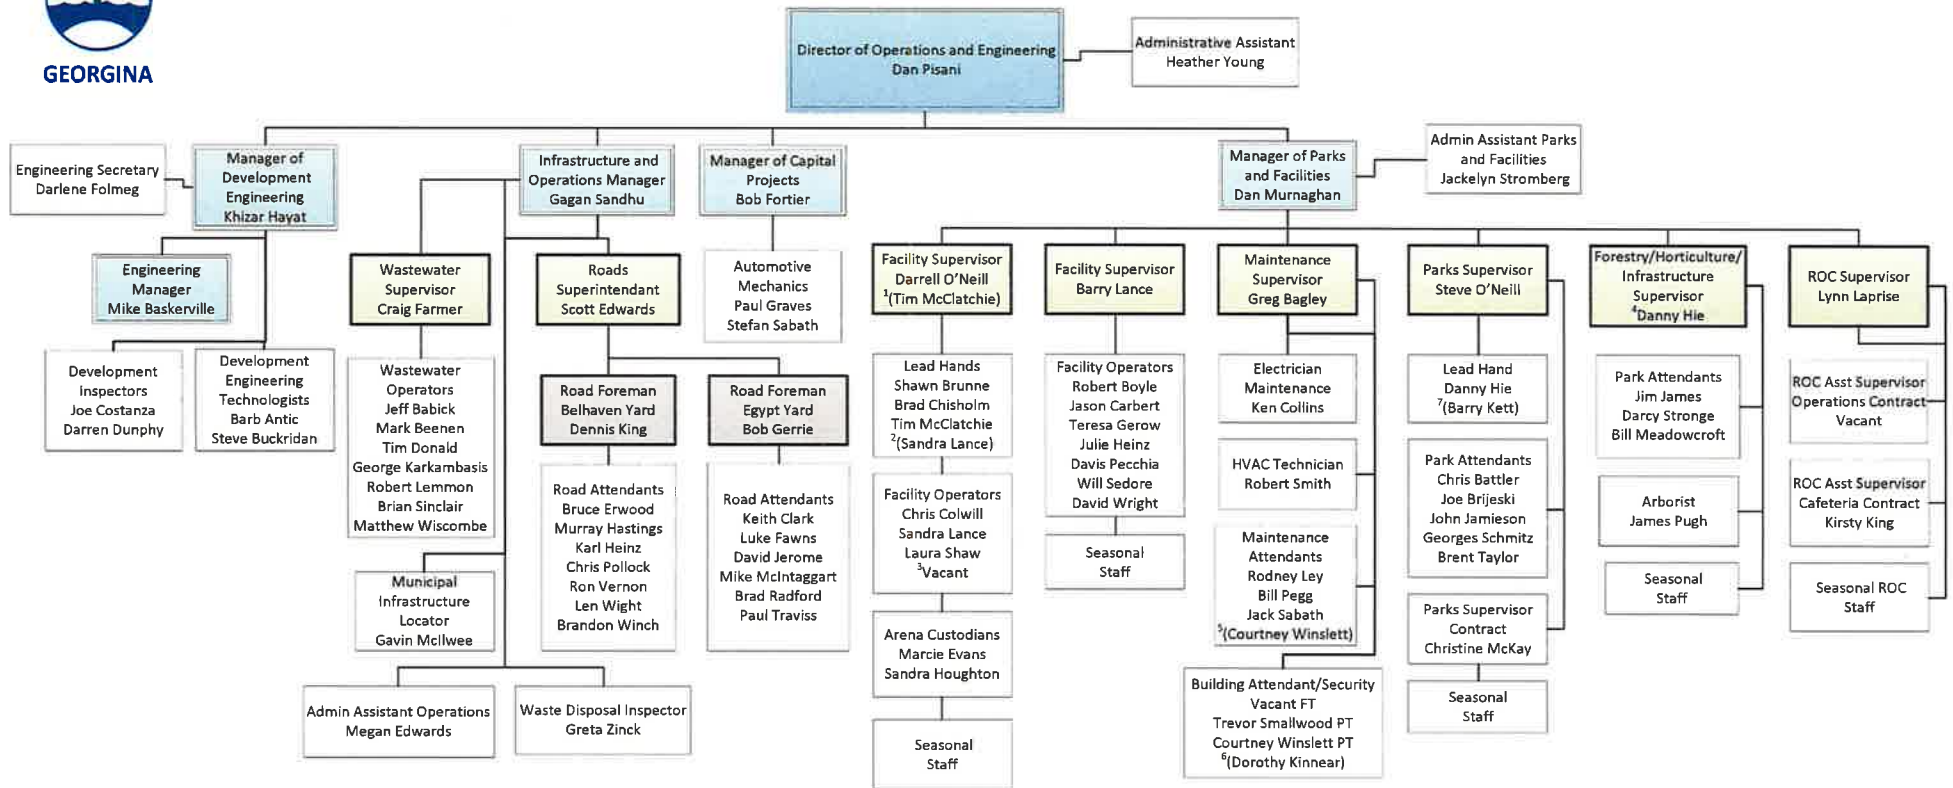 GEORGINA
Director of Operations and Engineering
Dan Pisani
Administrative Assistant
Heather Young
Engineering Secretary
Darlene Folmeg
Manager of
Development
Engineering
Khizar Hayat
Infrastructure and
Operations Manager
Gagan Sandhu
Manager of Capital
Projects
Bob Fortier
Manager of Parks
and Facilities
Dan Murnaghan
Admin Assistant Parks
and Facilities
Jackelyn Stromberg
Engineering
Manager
Mike Baskerville
Wastewater
Supervisor
Craig Farmer
Roads
Superintendant
Scott Edwards
Automotive
Mechanics
Paul Graves
Stefan Sabath
Facility Supervisor
Darrell O'Neill
¹(Tim McClatchie)
Facility Supervisor
Barry Lance
Maintenance
Supervisor
Greg Bagley
Parks Supervisor
Steve O'Neill
Forestry/Horticulture/
Infrastructure
Supervisor
⁴Danny Hie
ROC Supervisor
Lynn Laprise
Development
Inspectors
Joe Costanza
Darren Dunphy
Development
Engineering
Technologists
Barb Antic
Steve Buckridan
Wastewater
Operators
Jeff Babick
Mark Beenen
Tim Donald
George Karkambasis
Robert Lemmon
Brian Sinclair
Matthew Wiscombe
Road Foreman
Belhaven Yard
Dennis King
Road Foreman
Egypt Yard
Bob Gerrie
Lead Hands
Shawn Brunne
Brad Chisholm
Tim McClatchie
²(Sandra Lance)
Facility Operators
Robert Boyle
Jason Carbert
Teresa Gerow
Julie Heinz
Davis Pecchia
Will Sedore
David Wright
Electrician
Maintenance
Ken Collins
Lead Hand
Danny Hie
⁷(Barry Kett)
Park Attendants
Jim James
Darcy Stronge
Bill Meadowcroft
ROC Asst Supervisor
Operations Contract
Vacant
Road Attendants
Bruce Erwood
Murray Hastings
Karl Heinz
Chris Pollock
Ron Vernon
Len Wight
Brandon Winch
Road Attendants
Keith Clark
Luke Fawns
David Jerome
Mike McIntaggart
Brad Radford
Paul Traviss
Facility Operators
Chris Colwill
Sandra Lance
Laura Shaw
³Vacant
Seasonal
Staff
HVAC Technician
Robert Smith
Park Attendants
Chris Battler
Joe Brijeski
John Jamieson
Georges Schmitz
Brent Taylor
Arborist
James Pugh
ROC Asst Supervisor
Cafeteria Contract
Kirsty King
Municipal
Infrastructure
Locator
Gavin McIlwee
Arena Custodians
Marcie Evans
Sandra Houghton
Maintenance
Attendants
Rodney Ley
Bill Pegg
Jack Sabath
⁵(Courtney Winslett)
Parks Supervisor
Contract
Christine McKay
Seasonal
Staff
Seasonal ROC
Staff
Admin Assistant Operations
Megan Edwards
Waste Disposal Inspector
Greta Zinck
Seasonal
Staff
Building Attendant/Security
Vacant FT
Trevor Smallwood PT
Courtney Winslett PT
⁶(Dorothy Kinnear)
Seasonal
Staff